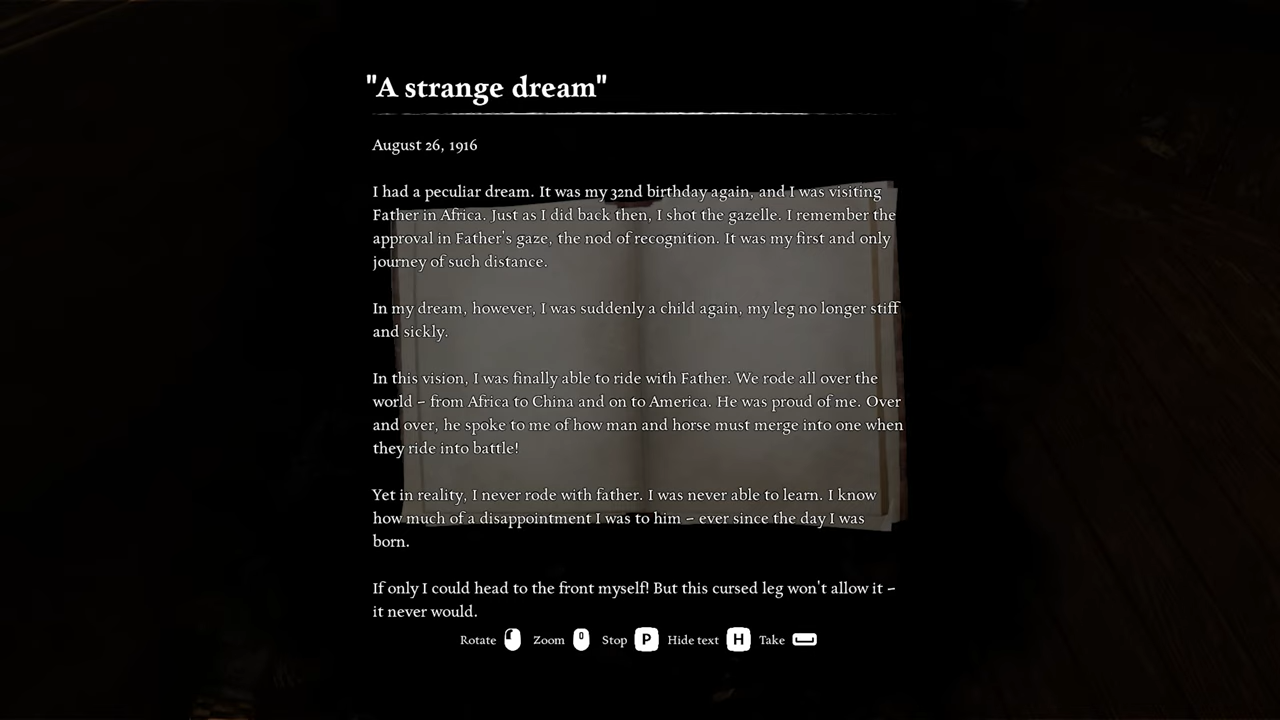 "A strange dream"
August 26, 1916
I had a peculiar dream. It was my 32nd birthday again, and I was visiting
Father in Africa. Just as I did back then, I shot the gazelle. I remember the
approval in Father's gaze, the nod of recognition. It was my first and only
journey of such distance.
In my dream, however, I was suddenly a child again, my leg no longer stiff
and sickly.
In this vision, I was finally able to ride with Father. We rode all over the
world – from Africa to China and on to America. He was proud of me. Over
and over, he spoke to me of how man and horse must merge into one when
they ride into battle!
Yet in reality, I never rode with father. I was never able to learn. I know
how much of a disappointment I was to him – ever since the day I was
born.
If only I could head to the front myself! But this cursed leg won't allow it –
it never would.
Rotate Zoom 0 Stop P Hide text H Take